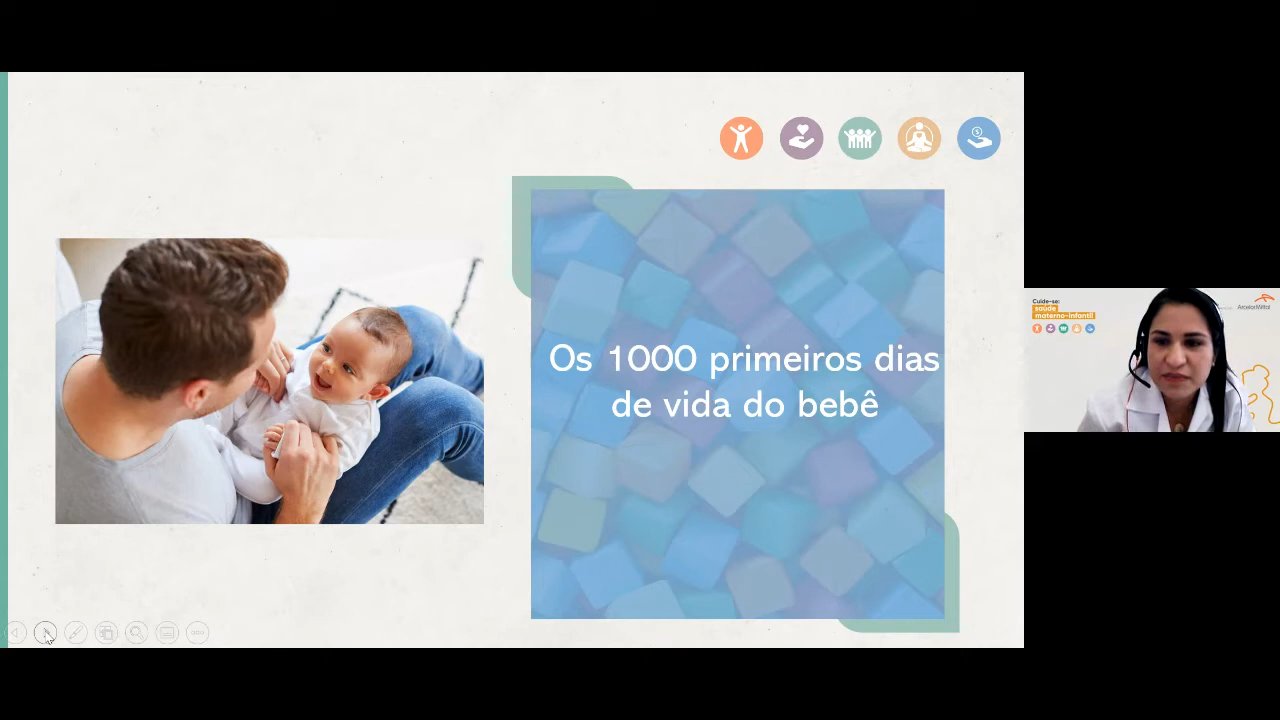 Os 1000 primeiros dias
de vida do bebê
Cuide-se:
saúde
materno-infantil
ArcelorMittal